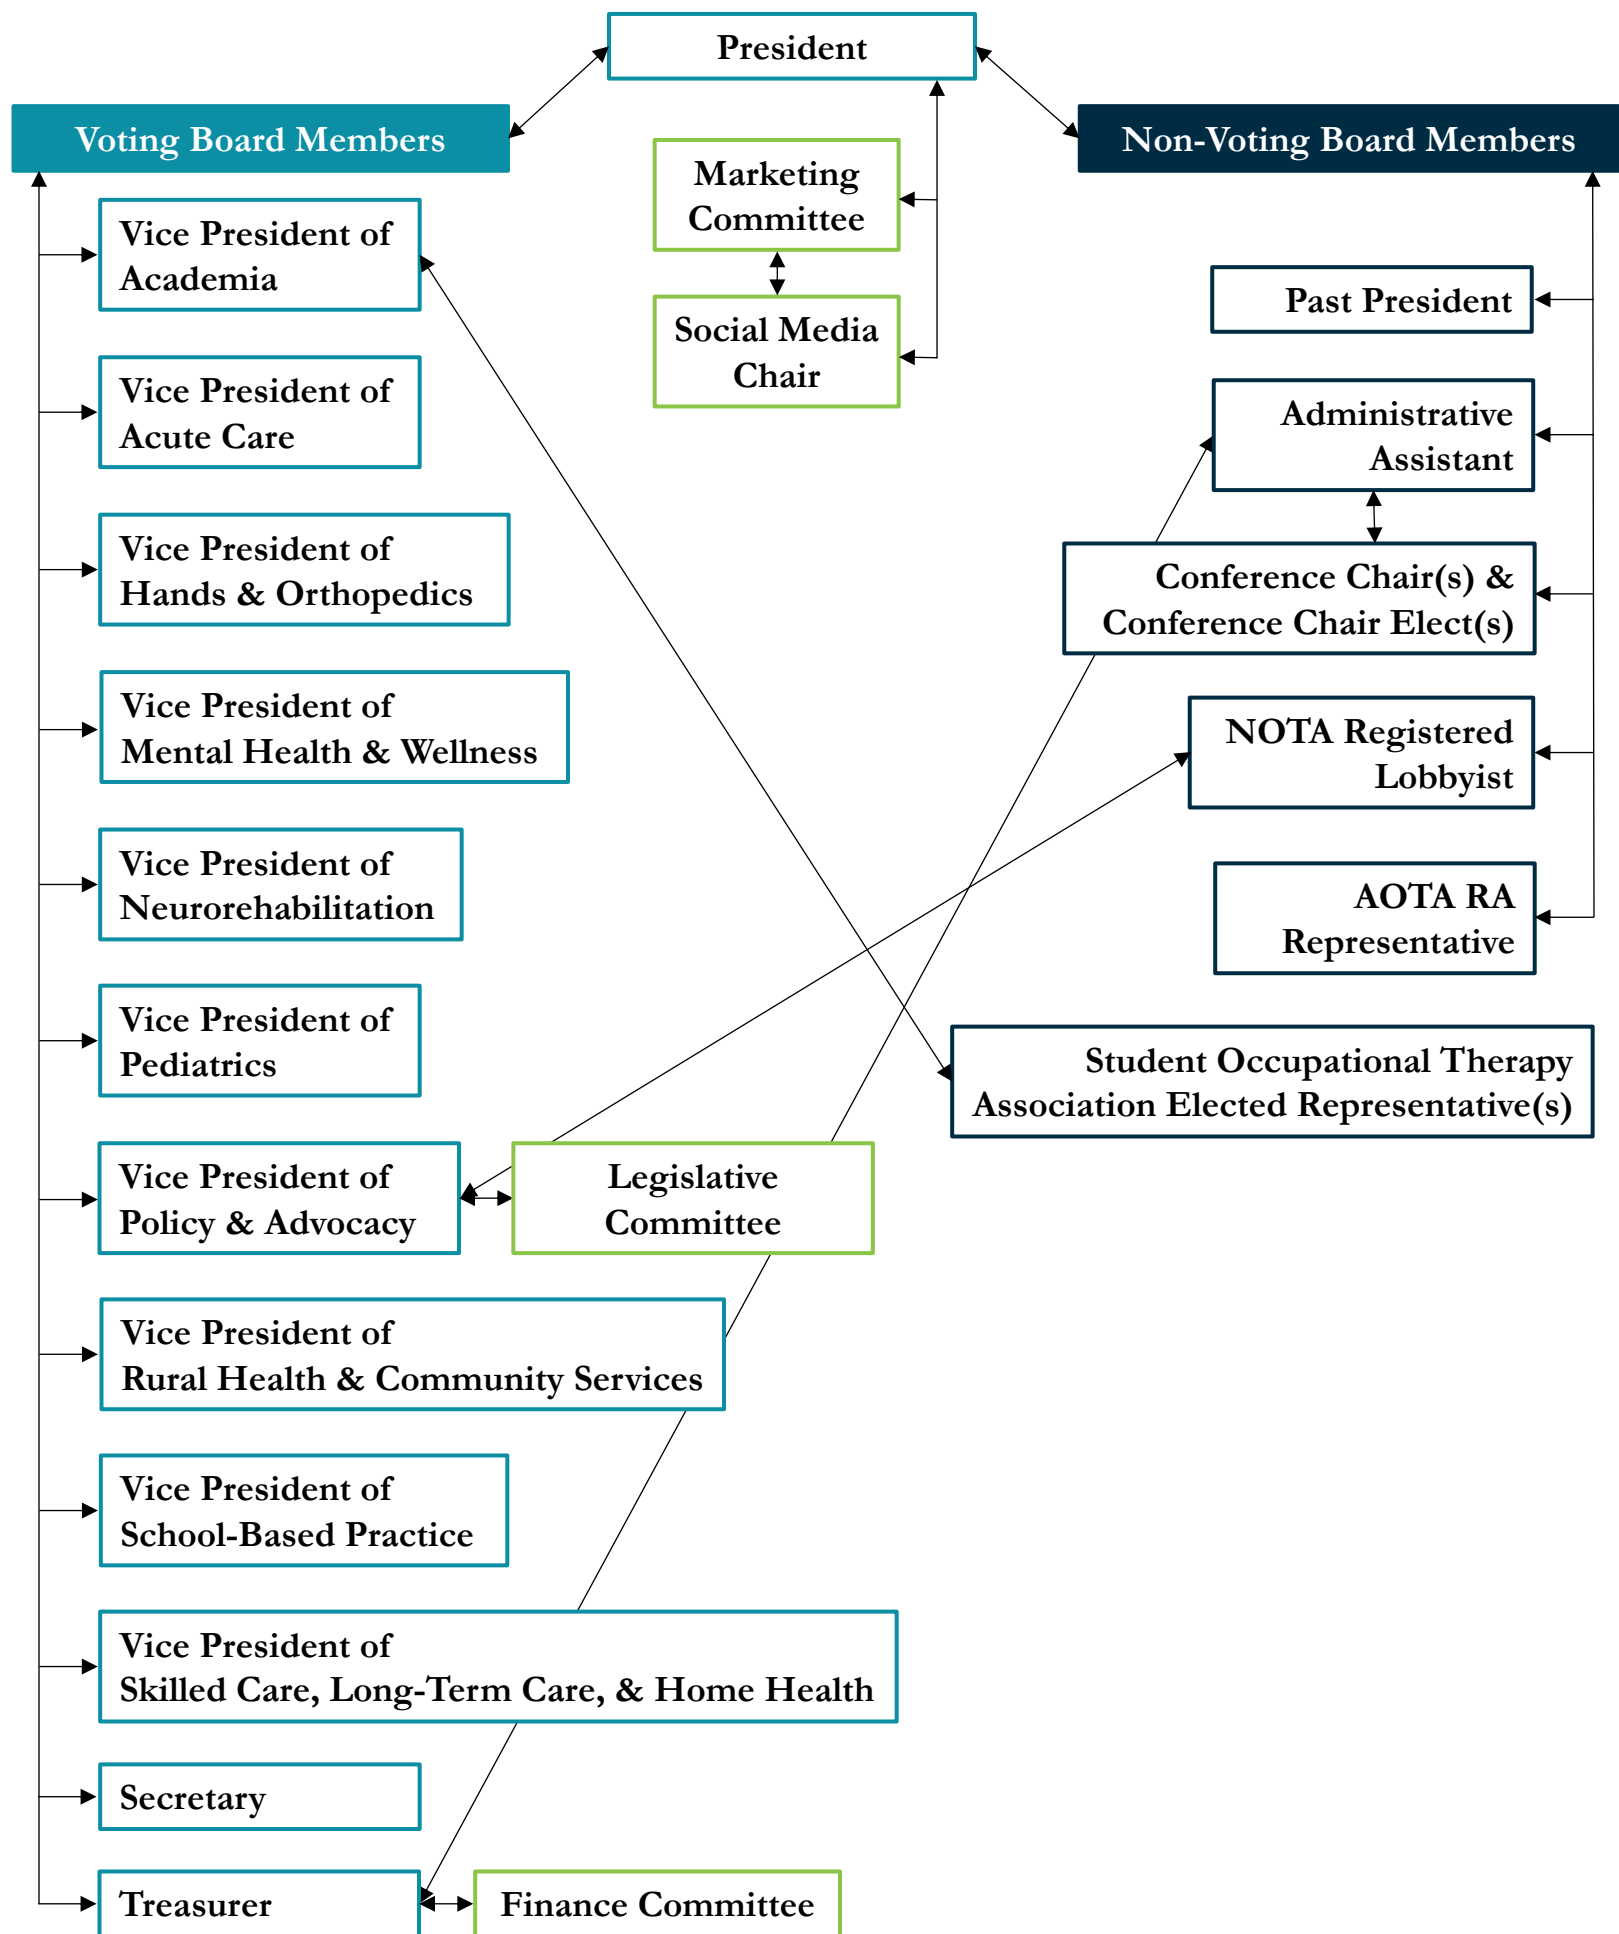 President
Voting Board Members
Non-Voting Board Members
Marketing
Committee
Social Media
Chair
Vice President of
Academia
Vice President of
Acute Care
Vice President of
Hands & Orthopedics
Vice President of
Mental Health & Wellness
Vice President of
Neurorehabilitation
Vice President of
Pediatrics
Vice President of
Policy & Advocacy
Legislative
Committee
Vice President of
Rural Health & Community Services
Vice President of
School-Based Practice
Vice President of
Skilled Care, Long-Term Care, & Home Health
Secretary
Treasurer
Finance Committee
Past President
Administrative
Assistant
Conference Chair(s) &
Conference Chair Elect(s)
NOTA Registered
Lobbyist
AOTA RA
Representative
Student Occupational Therapy
Association Elected Representative(s)